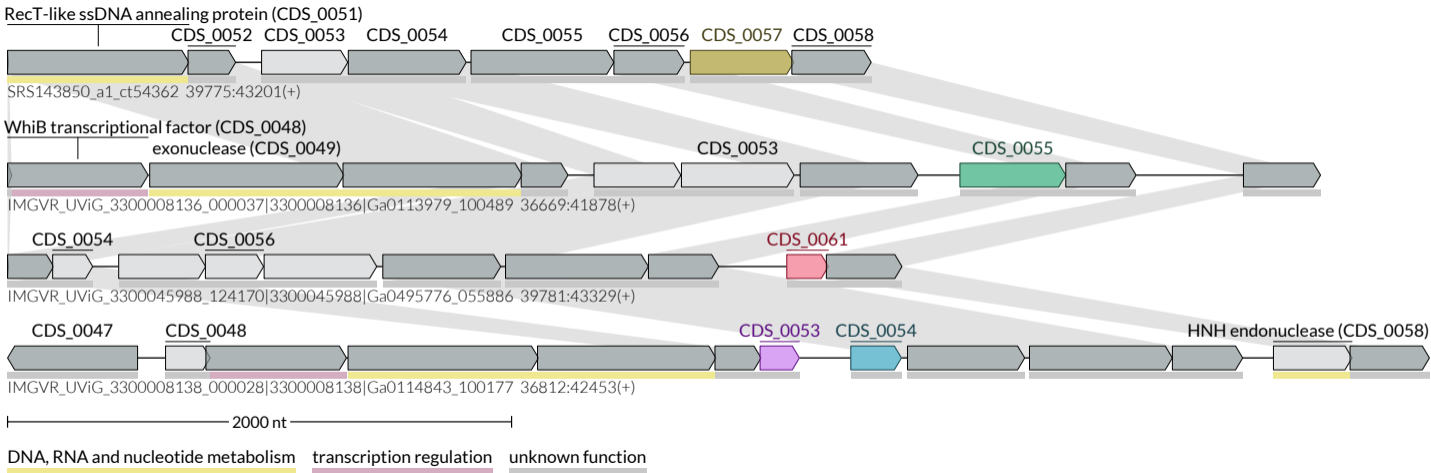 RecT-like ssDNA annealing protein (CDS_0051)
CDS_0052 CDS_0053 CDS_0054 CDS_0055 CDS_0056 CDS_0057 CDS_0058
SRS143850_a1_ct54362 39775:43201(+)
WhiB transcriptional factor (CDS_0048)
exonuclease (CDS_0049) CDS_0053 CDS_0055
IMGVR_UViG_3300008136_000037|3300008136|Ga0113979_100489 36669:41878(+)
CDS_0054 CDS_0056 CDS_0061
IMGVR_UViG_3300045988_124170|3300045988|Ga0495776_055886 39781:43329(+)
CDS_0047 CDS_0048 CDS_0053 CDS_0054 HNH endonuclease (CDS_0058)
IMGVR_UViG_3300008138_000028|3300008138|Ga0114843_100177 36812:42453(+)
2000 nt
DNA, RNA and nucleotide metabolism transcription regulation unknown function